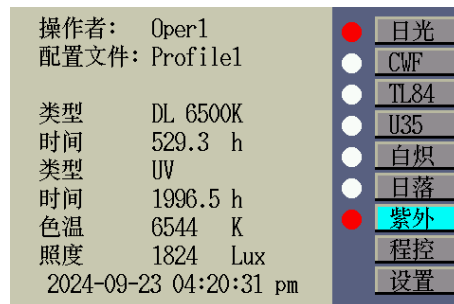 操作者： Oper1
配置文件：Profile1
类型 DL 6500K
时间 529.3 h
类型 UV
时间 1996.5 h
色温 6544 K
照度 1824 Lux
2024-09-23 04:20:31 pm
日光
CWF
TL84
U35
白炽
日落
紫外
程控
设置